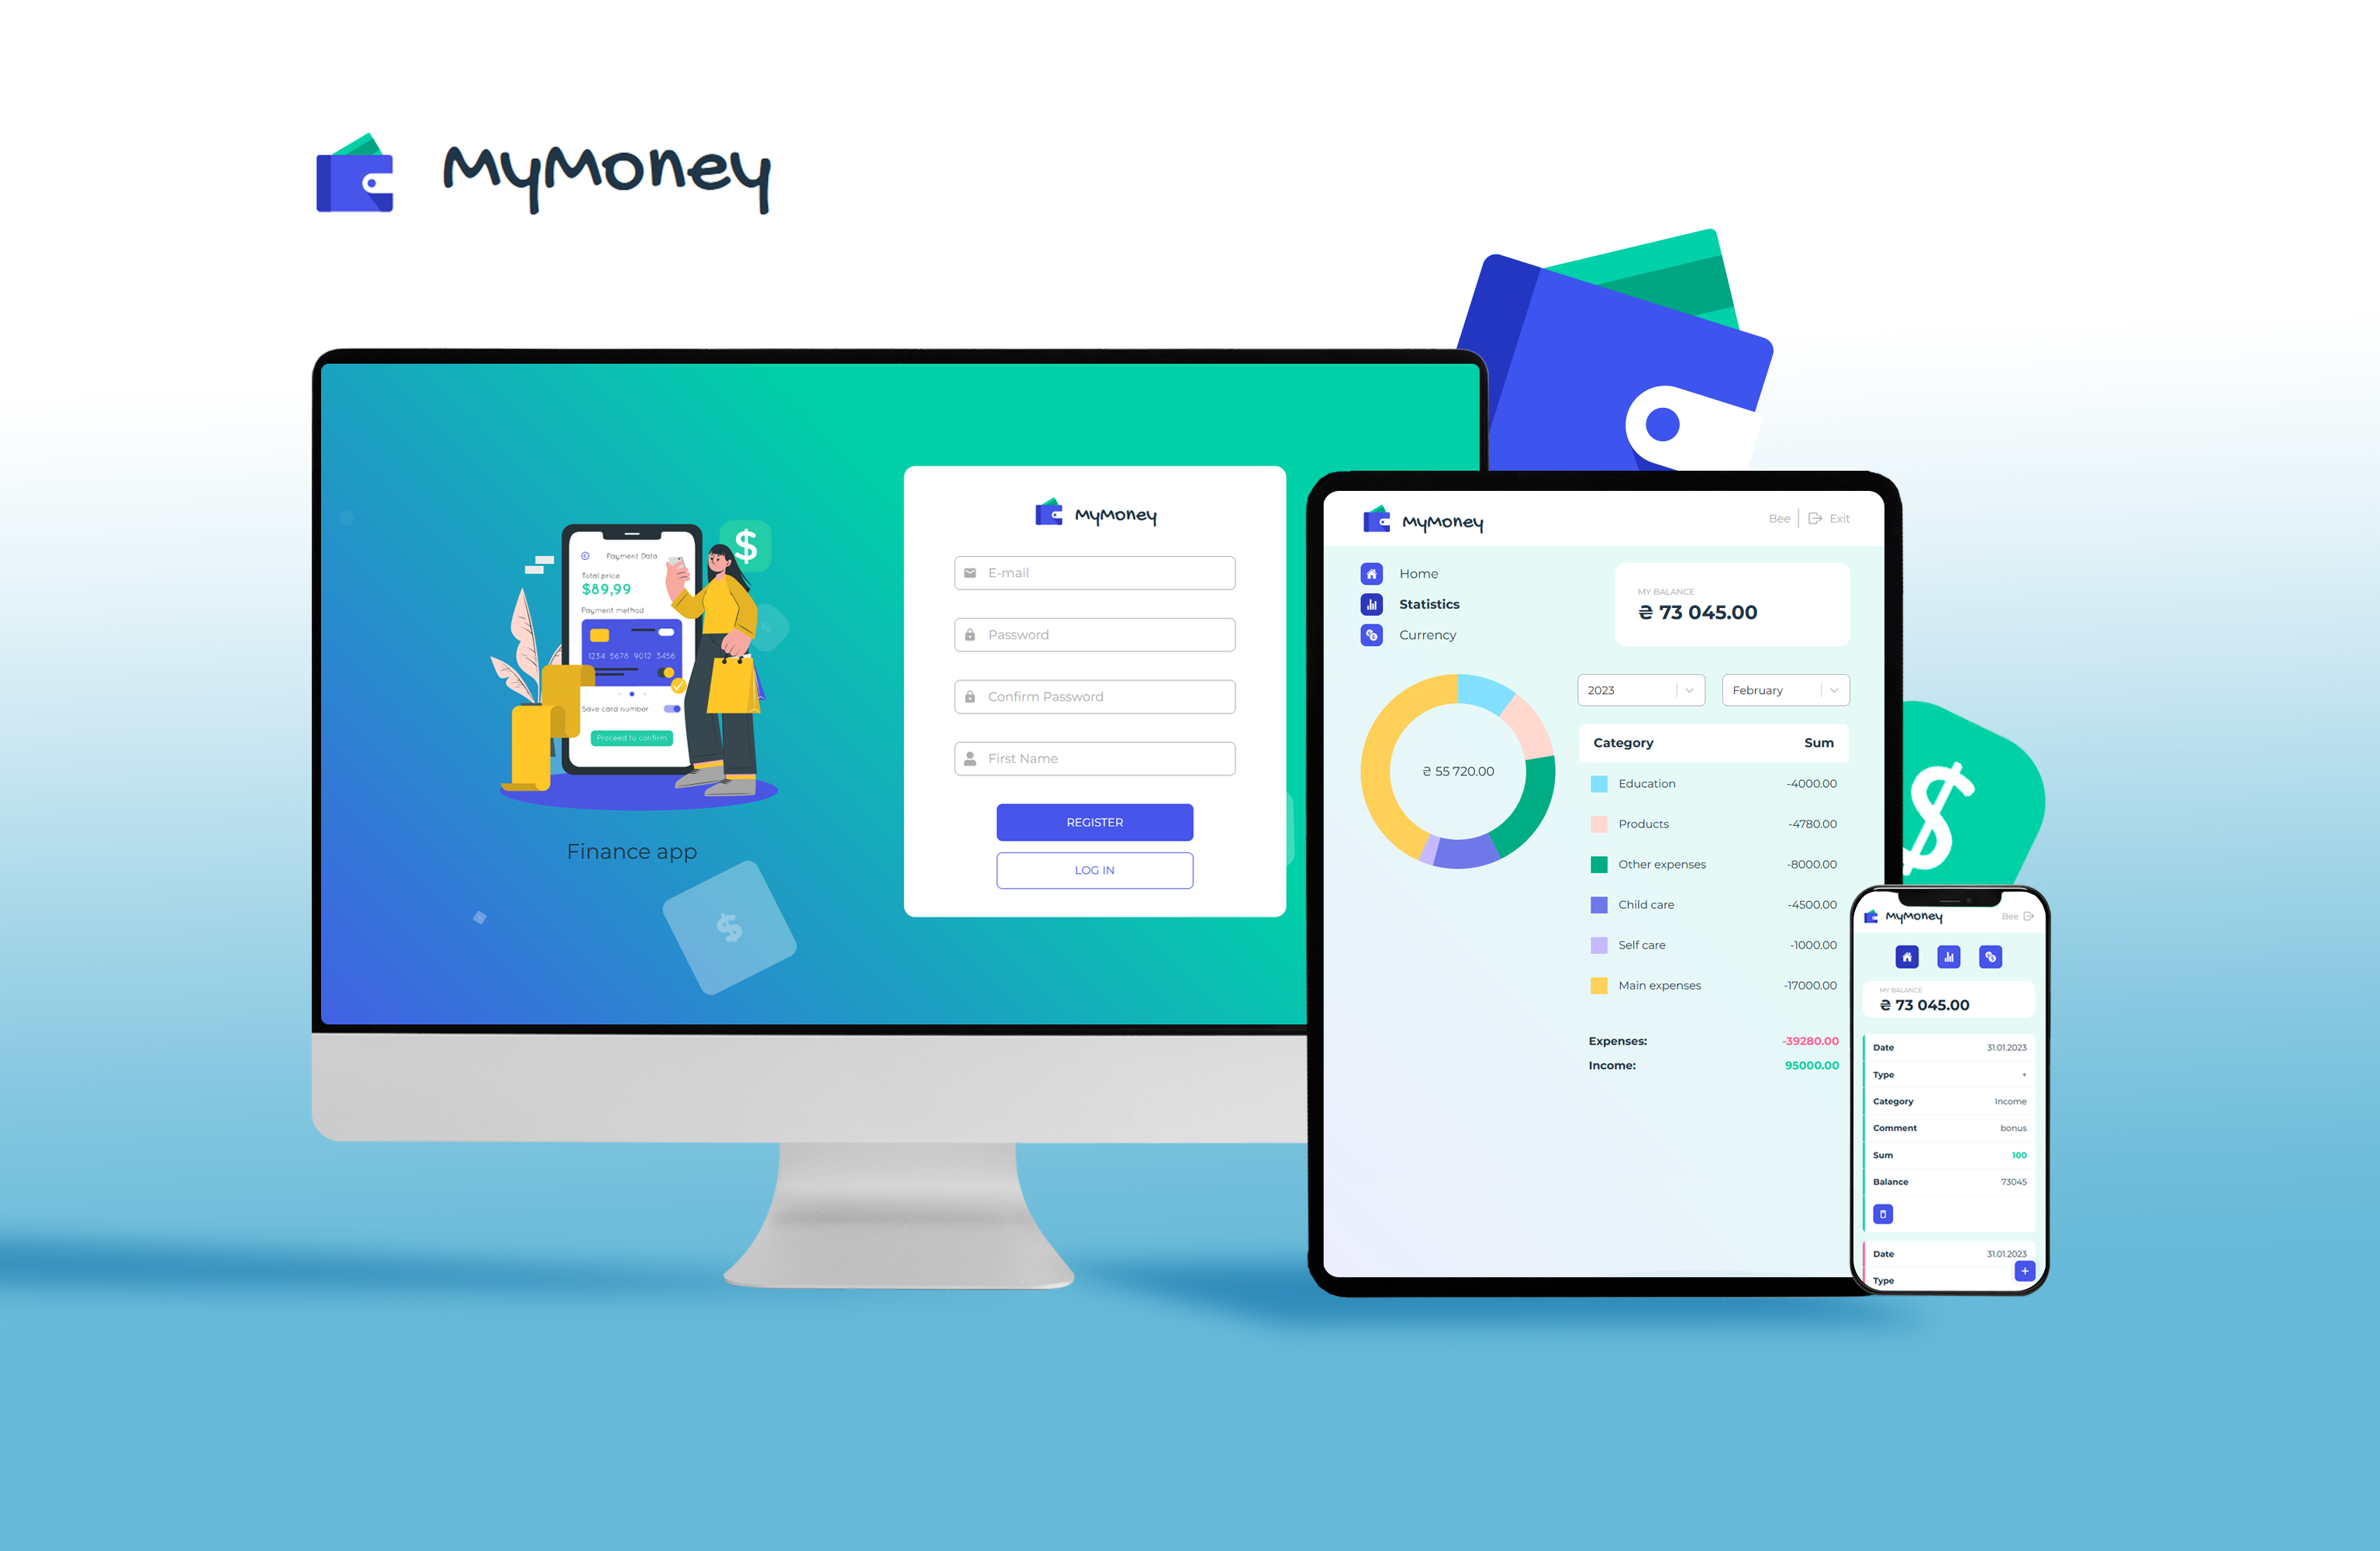 MyMoney
Payment Data
Total price
$89,99
Payment method
1234 5678 9012 3456
Save card number
Proceed to confirm
$
$
$
Finance app
MyMoney
E-mail
Password
Confirm Password
First Name
REGISTER
LOG IN
MyMoney
Bee Exit
Home
Statistics
Currency
MY BALANCE
₴ 73 045.00
2023 February
₴ 55 720.00
Category Sum
Education -4000.00
Products -4780.00
Other expenses -8000.00
Child care -4500.00
Self care -1000.00
Main expenses -17000.00
Expenses: -39280.00
Income: 95000.00
$
MyMoney Bee
MY BALANCE
₴ 73 045.00
Date 31.01.2023
Type +
Category Income
Comment bonus
Sum 100
Balance 73045
Date 31.01.2023
Type
+